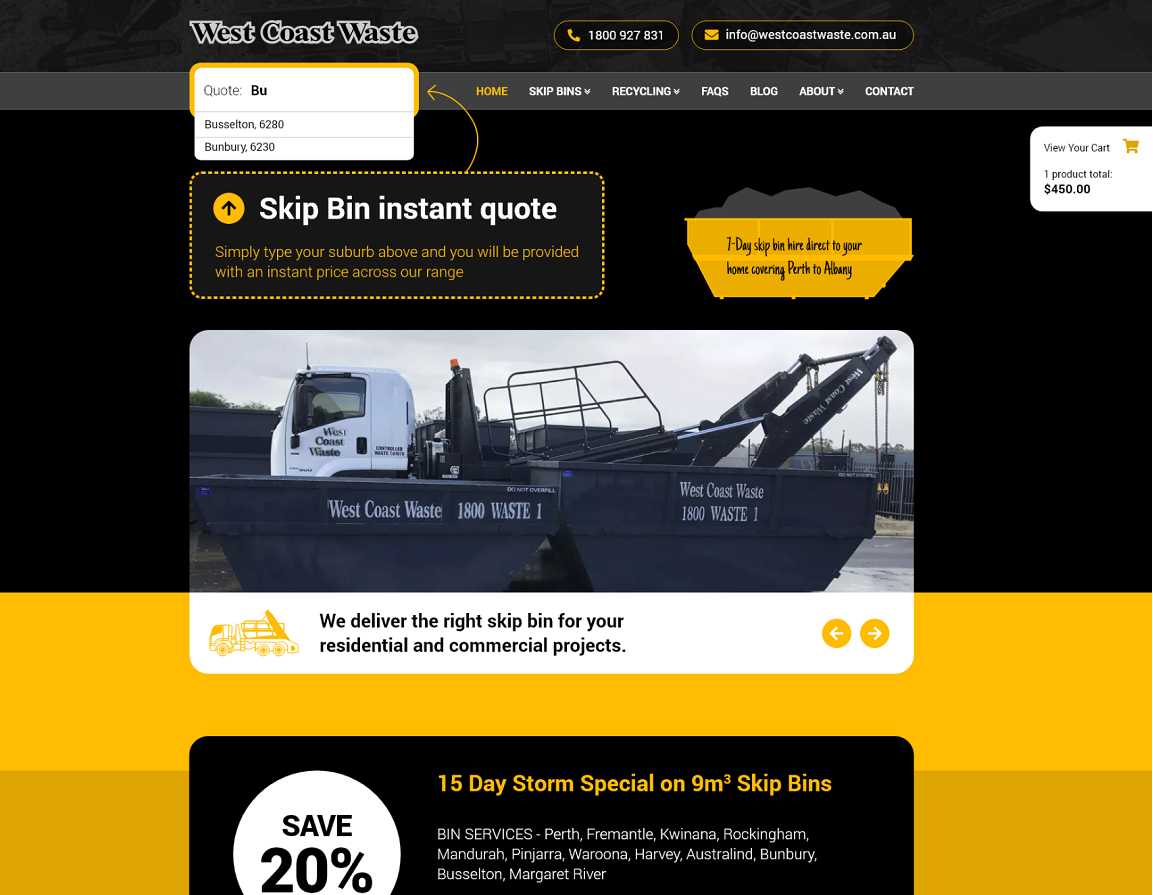 West Coast Waste
1800 927 831
info@westcoastwaste.com.au
Quote: Bu
HOME
SKIP BINS
RECYCLING
FAQS
BLOG
ABOUT
CONTACT
Busselton, 6280
Bunbury, 6230
View Your Cart
1 product total:
$450.00
Skip Bin instant quote
Simply type your suburb above and you will be provided
with an instant price across our range
7-Day skip bin hire direct to your
home covering Perth to Albany
West Coast Waste
West
Coast
Waste
CONTROLLED
DO NOT OVERFILL
DO NOT OVERFILL
West Coast Waste 1800 WASTE 1
West Coast Waste
1800 WASTE 1
We deliver the right skip bin for your
residential and commercial projects.
SAVE
20%
15 Day Storm Special on 9m³ Skip Bins
BIN SERVICES - Perth, Fremantle, Kwinana, Rockingham,
Mandurah, Pinjarra, Waroona, Harvey, Australind, Bunbury,
Busselton, Margaret River